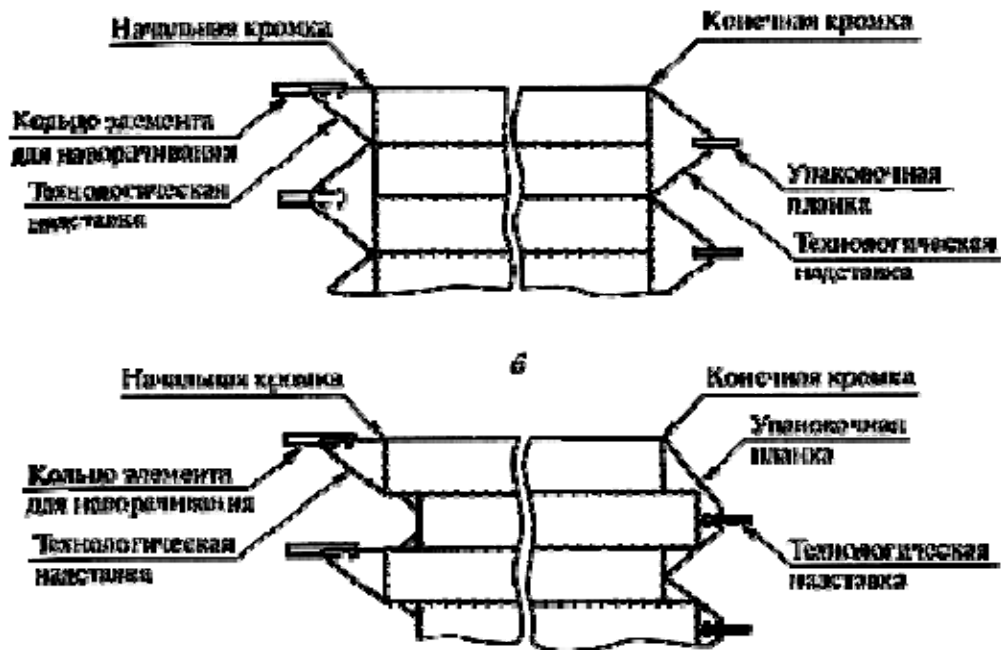 Начальная кромка
Конечная кромка
Кольцо элемента
для наворачивания
Технологическая
надставка
Упаковочная
планка
Технологическая
надставка
б
Начальная кромка
Конечная кромка
Упаковочная
планка
Кольцо элемента
для наворачивания
Технологическая
надставка
Технологическая
надставка